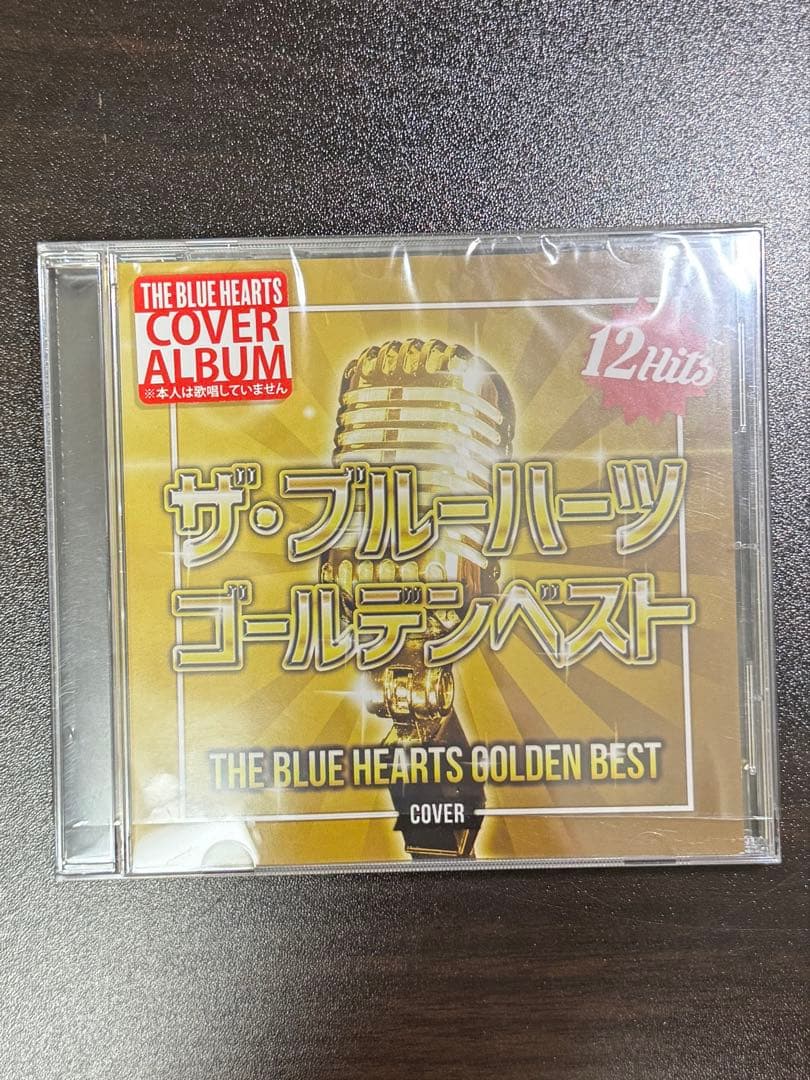 THE BLUE HEARTS
COVER
ALBUM
※本人は歌唱していません
12Hits
ザ・ブルーハーツ
ゴールデンベスト
THE BLUE HEARTS GOLDEN BEST
COVER